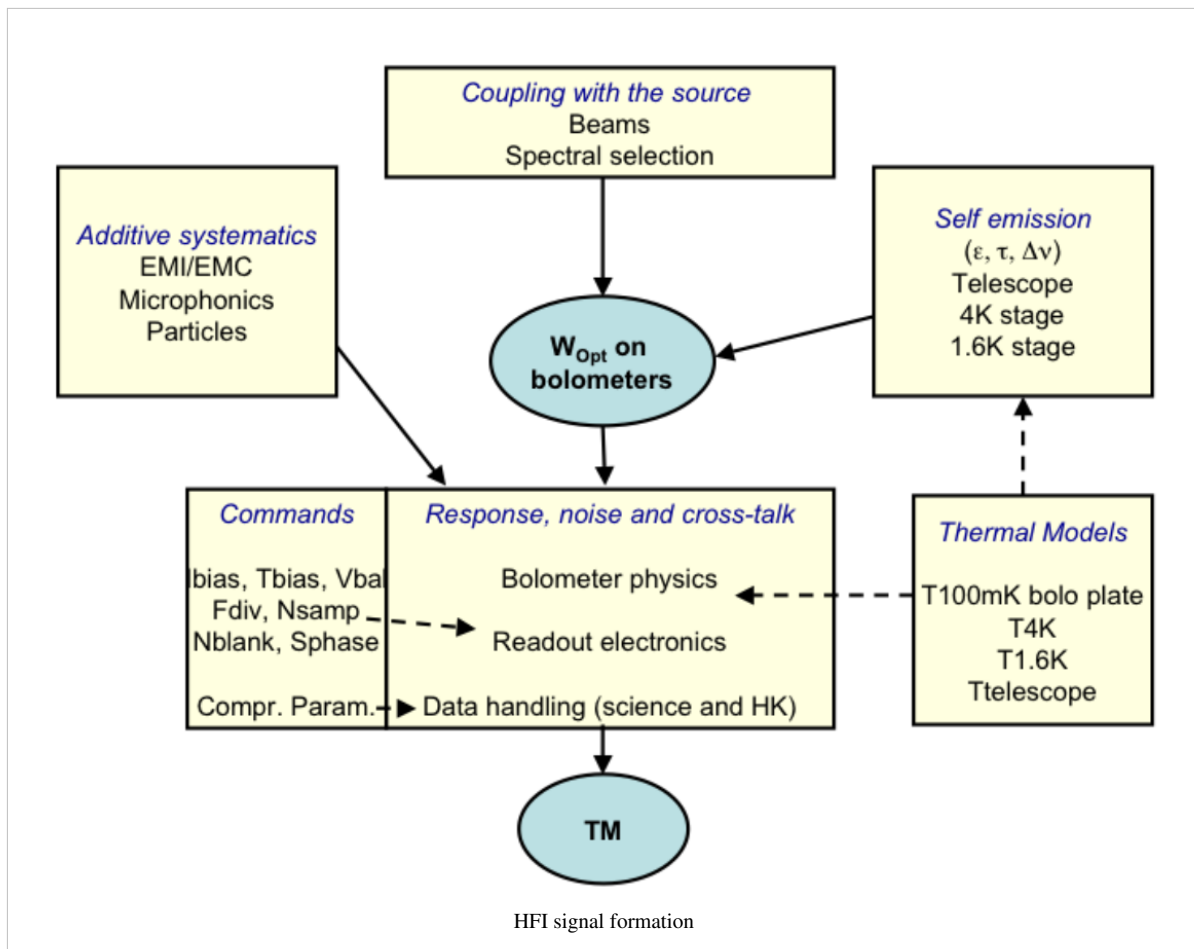 Coupling with the source
Beams
Spectral selection
Additive systematics
EMI/EMC
Microphonics
Particles
Self emission
(ε, τ, Δν)
Telescope
4K stage
1.6K stage
W_Opt on
bolometers
Commands
Ibias, Tbias, Vbal
Fdiv, Nsamp
Nblank, Sphase
Compr. Param.
Response, noise and cross-talk
Bolometer physics
Readout electronics
Data handling (science and HK)
Thermal Models
T100mK bolo plate
T4K
T1.6K
Ttelescope
TM
HFI signal formation